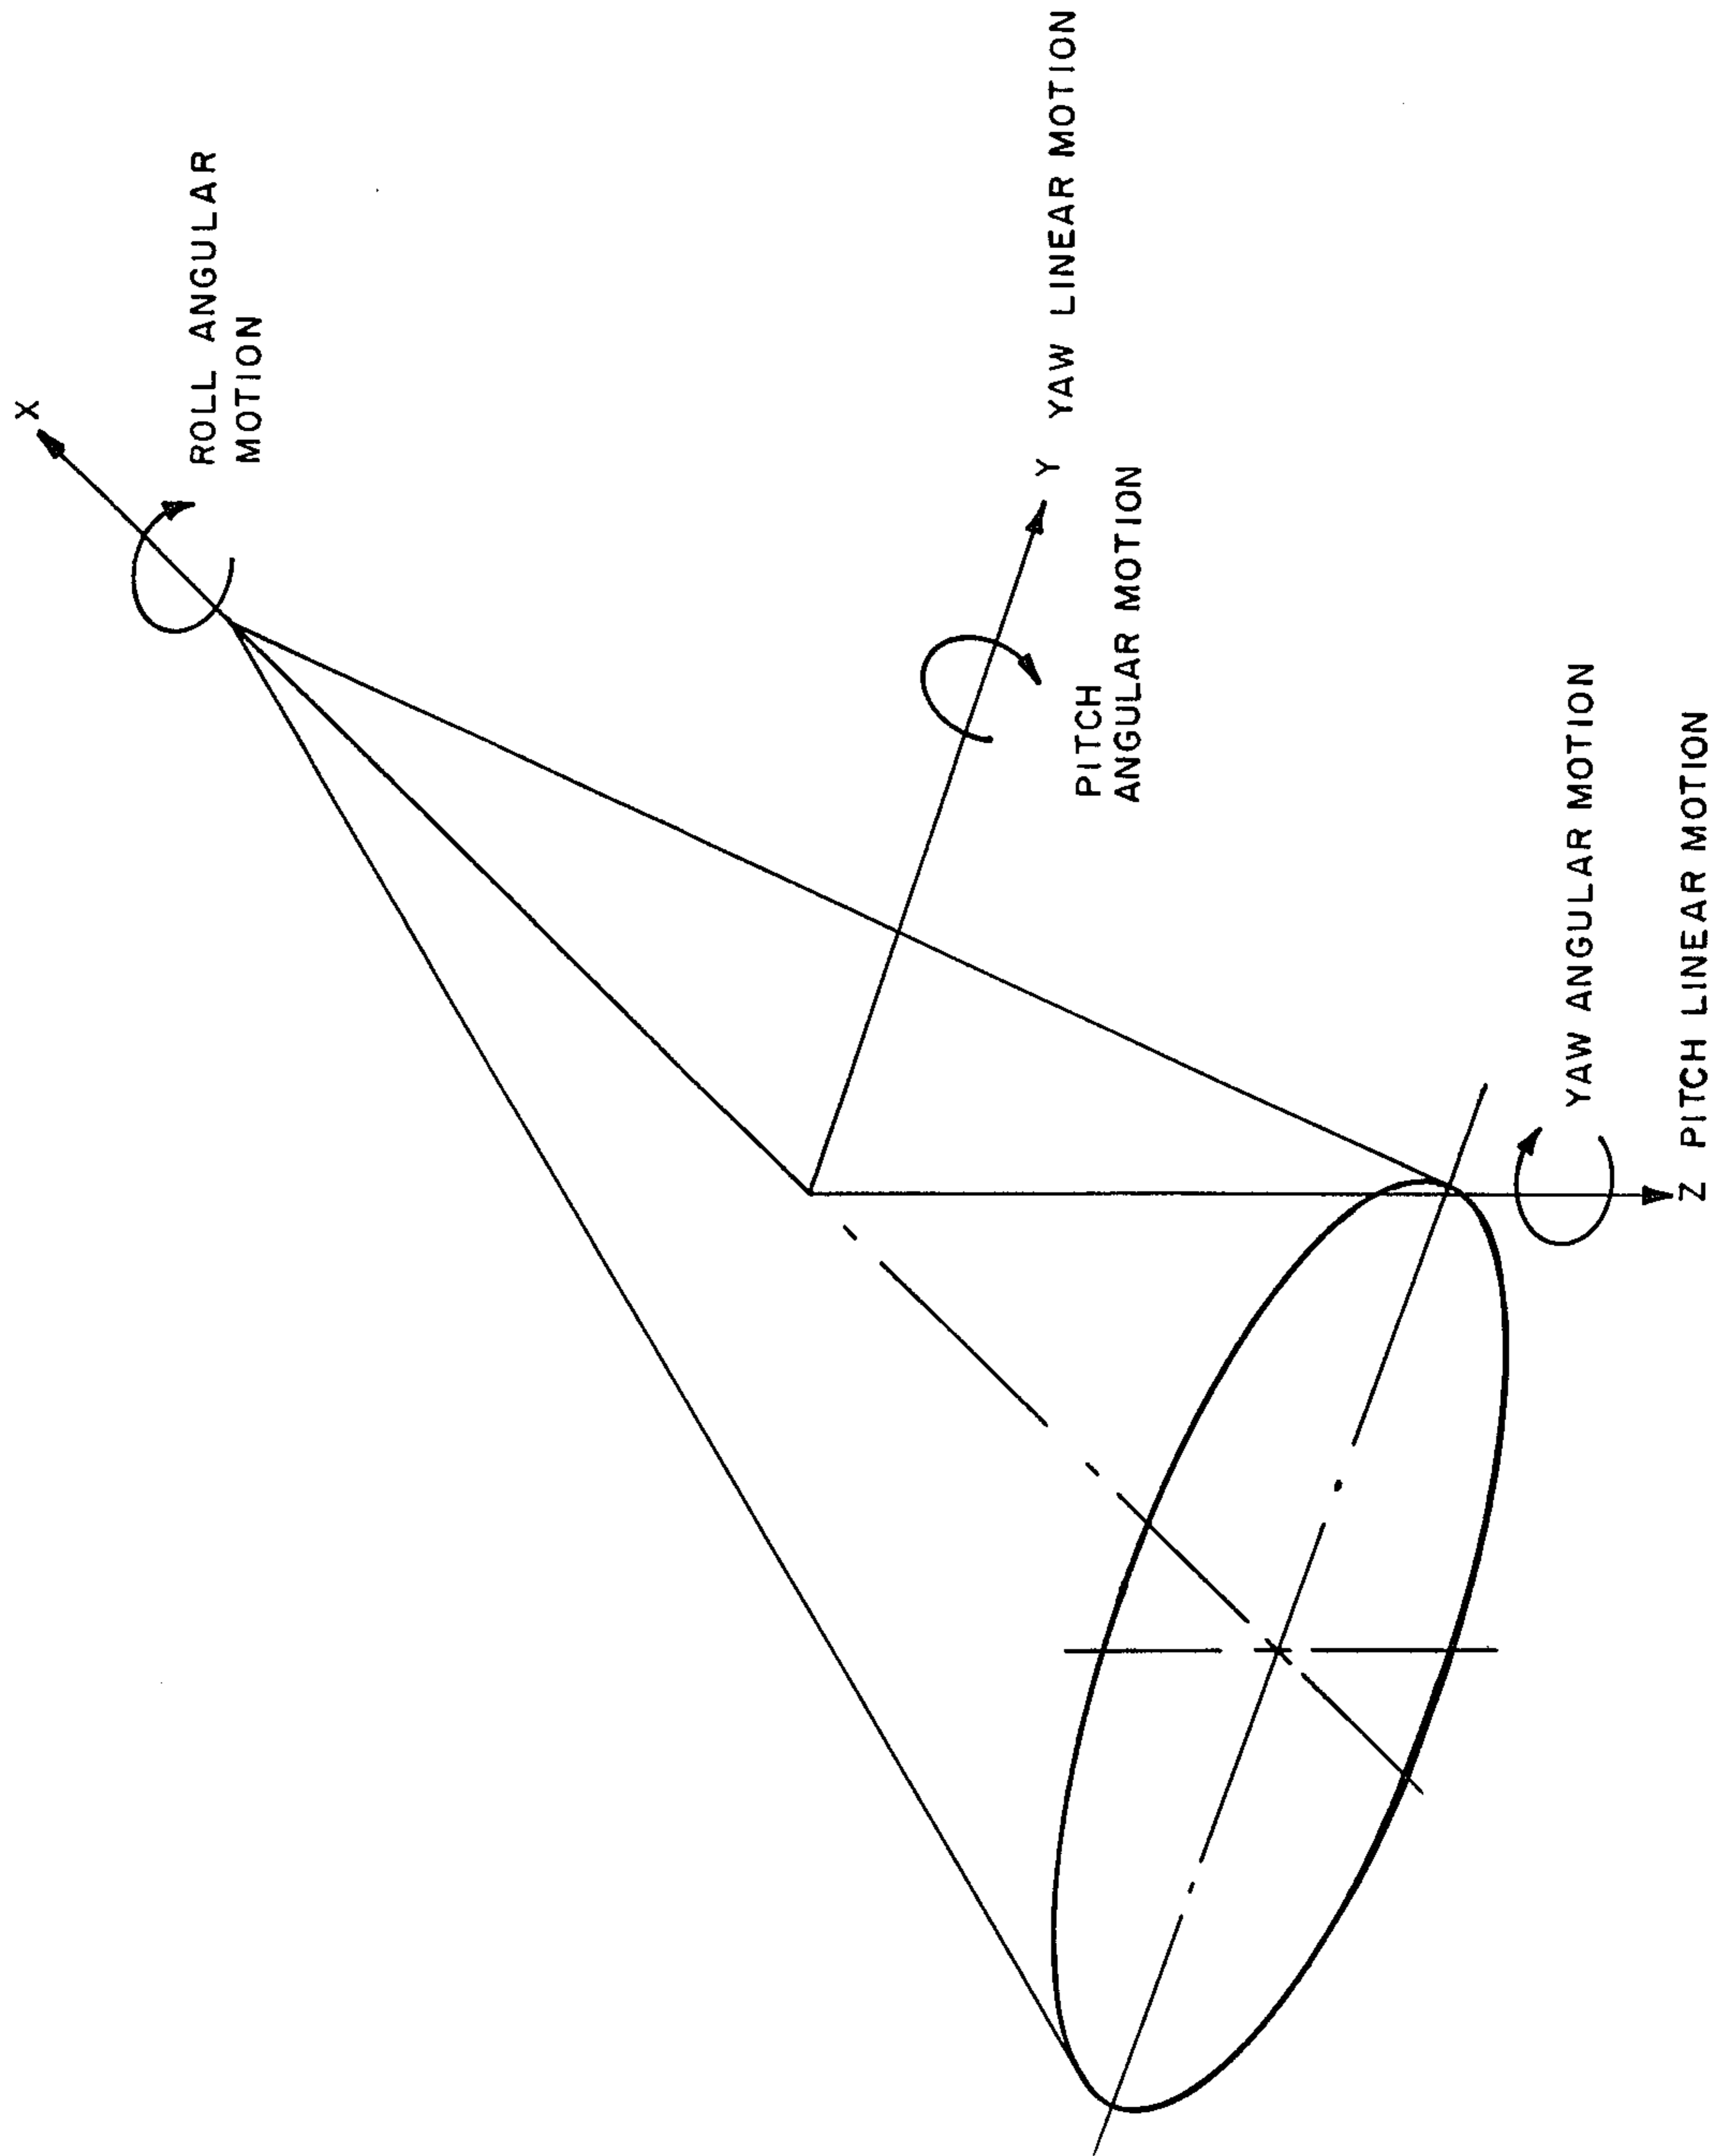 X
ROLL ANGULAR
MOTION
Y YAW LINEAR MOTION
PITCH
ANGULAR MOTION
YAW ANGULAR MOTION
Z PITCH LINEAR MOTION